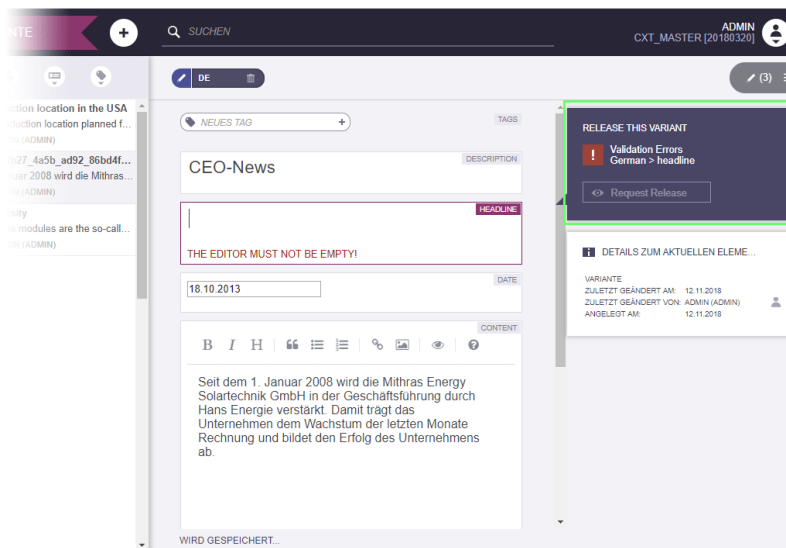 NTE
SUCHEN
ADMIN
CXT_MASTER [20180320]
DE
(3)
ction location in the USA
duction location planned f...
N (ADMIN)
b27_4a5b_ad92_86bd4f...
nuar 2008 wird die Mithras...
N (ADMIN)
sity
modules are the so-call...
N (ADMIN)
NEUES TAG
+
TAGS
DESCRIPTION
CEO-News
HEADLINE
THE EDITOR MUST NOT BE EMPTY!
DATE
18.10.2013
CONTENT
B I H
Seit dem 1. Januar 2008 wird die Mithras Energy
Solartechnik GmbH in der Geschäftsführung durch
Hans Energie verstärkt. Damit trägt das
Unternehmen dem Wachstum der letzten Monate
Rechnung und bildet den Erfolg des Unternehmens
ab.
WIRD GESPEICHERT...
RELEASE THIS VARIANT
Validation Errors
German > headline
Request Release
DETAILS ZUM AKTUELLEN ELEME...
VARIANTE
ZULETZT GEÄNDERT AM: 12.11.2018
ZULETZT GEÄNDERT VON: ADMIN (ADMIN)
ANGELEGT AM: 12.11.2018